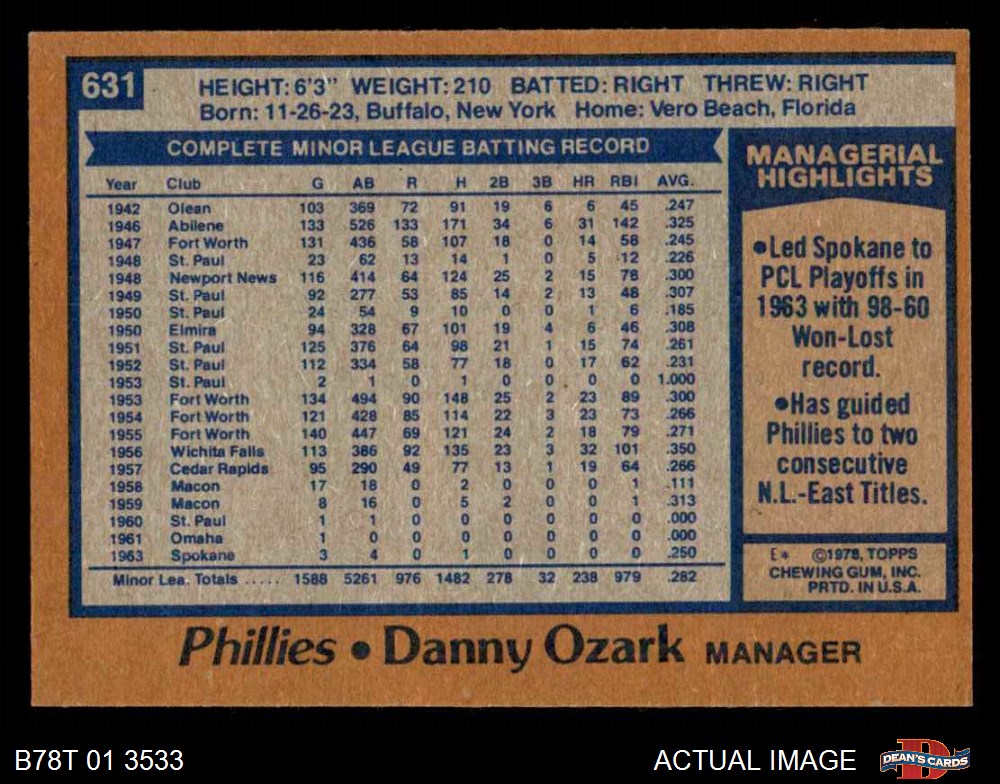 631
HEIGHT: 6'3" WEIGHT: 210 BATTED: RIGHT THREW: RIGHT
Born: 11-26-23, Buffalo, New York Home: Vero Beach, Florida
COMPLETE MINOR LEAGUE BATTING RECORD
Year Club G AB R H 2B 3B HR RBI AVG.
1942 Olean 103 369 72 91 19 6 6 45 .247
1946 Abilene 133 526 133 171 34 6 31 142 .325
1947 Fort Worth 131 436 58 107 18 0 14 58 .245
1948 St. Paul 23 62 13 14 1 0 5 12 .226
1948 Newport News 116 414 64 124 25 2 15 78 .300
1949 St. Paul 92 277 53 85 14 2 13 48 .307
1950 St. Paul 24 54 9 10 0 0 1 6 .185
1950 Elmira 94 328 67 101 19 4 6 46 .308
1951 St. Paul 125 376 64 98 21 1 15 74 .261
1952 St. Paul 112 334 58 77 18 0 17 62 .231
1953 St. Paul 2 1 0 1 0 0 0 0 1.000
1953 Fort Worth 134 494 90 148 25 2 23 89 .300
1954 Fort Worth 121 428 85 114 22 3 23 73 .266
1955 Fort Worth 140 447 69 121 24 2 18 79 .271
1956 Wichita Falls 113 386 92 135 23 3 32 101 .350
1957 Cedar Rapids 95 290 49 77 13 1 19 64 .266
1958 Macon 17 18 0 2 0 0 0 1 .111
1959 Macon 8 16 0 5 2 0 0 1 .313
1960 St. Paul 1 1 0 0 0 0 0 0 .000
1961 Omaha 1 0 0 0 0 0 0 0 .000
1963 Spokane 3 4 0 1 0 0 0 0 .250
Minor Lea. Totals ..... 1588 5261 976 1482 278 32 238 979 .282
MANAGERIAL
HIGHLIGHTS
•Led Spokane to
PCL Playoffs in
1963 with 98-60
Won-Lost
record.
•Has guided
Phillies to two
consecutive
N.L.-East Titles.
E* ©1978, TOPPS
CHEWING GUM, INC.
PRTD. IN U.S.A.
Phillies • Danny Ozark MANAGER
B78T 01 3533
ACTUAL IMAGE
DEAN'S CARDS